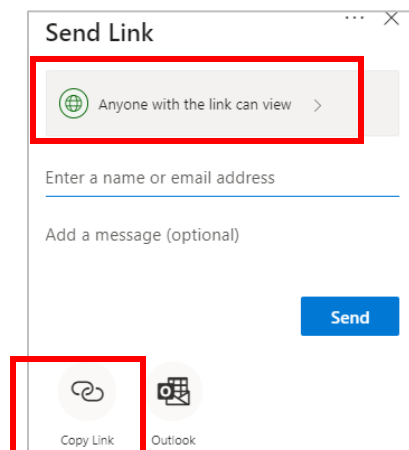 Send Link
Anyone with the link can view
Enter a name or email address
Add a message (optional)
Send
Copy Link
Outlook